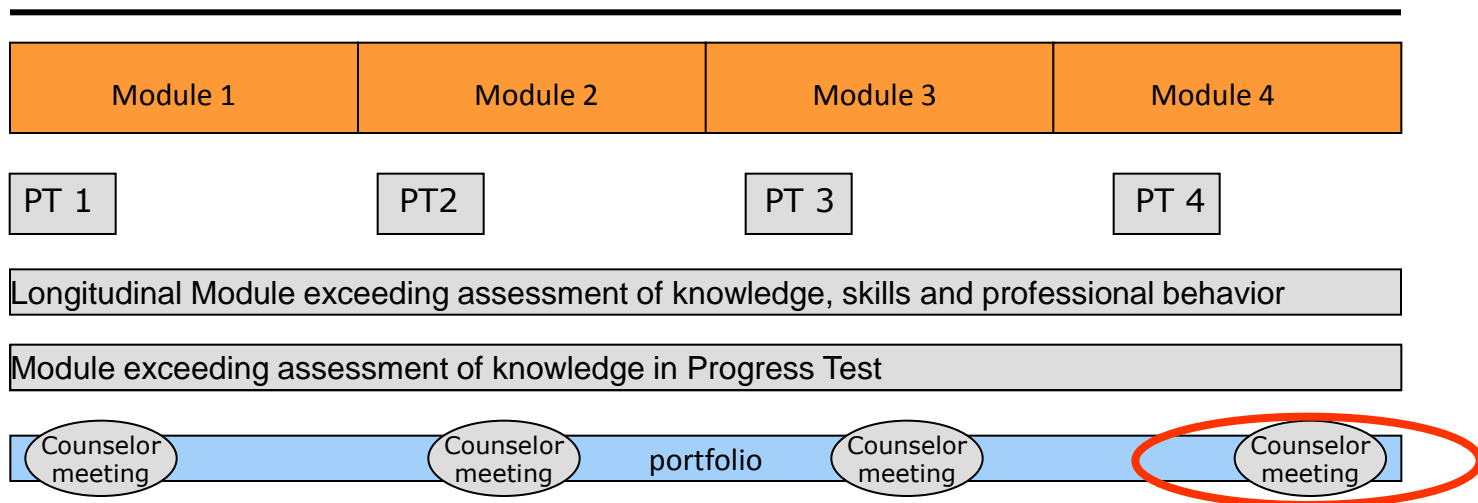 Module 1 Module 2 Module 3 Module 4
PT 1 PT2 PT 3 PT 4
Longitudinal Module exceeding assessment of knowledge, skills and professional behavior
Module exceeding assessment of knowledge in Progress Test
Counselor Counselor Counselor Counselor
meeting meeting portfolio meeting meeting